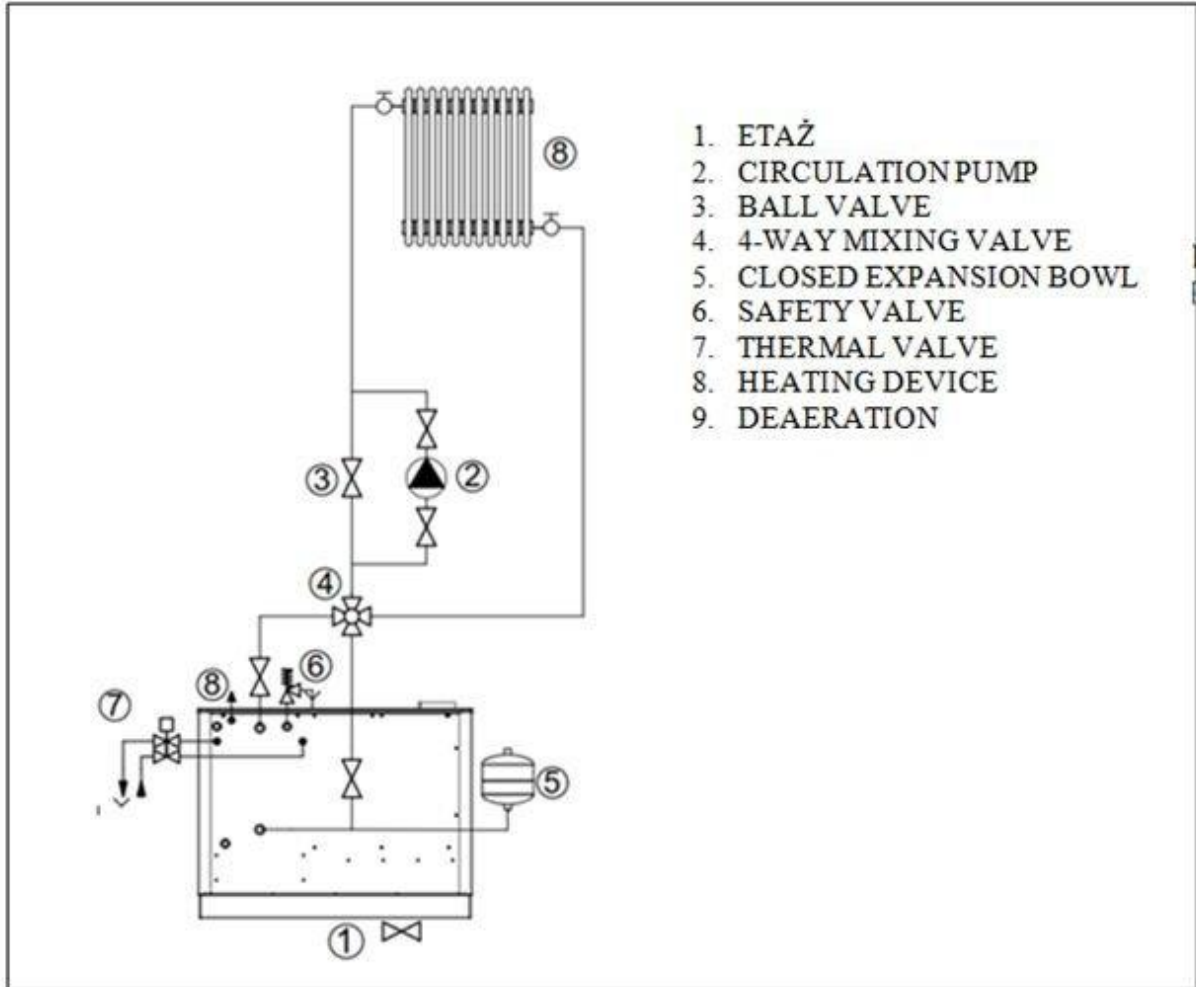 ⑧
1. ETAŽ
2. CIRCULATION PUMP
3. BALL VALVE
4. 4-WAY MIXING VALVE
5. CLOSED EXPANSION BOWL
6. SAFETY VALVE
7. THERMAL VALVE
8. HEATING DEVICE
9. DEAERATION
③ ②
④
⑥
⑧
⑦
⑤
①